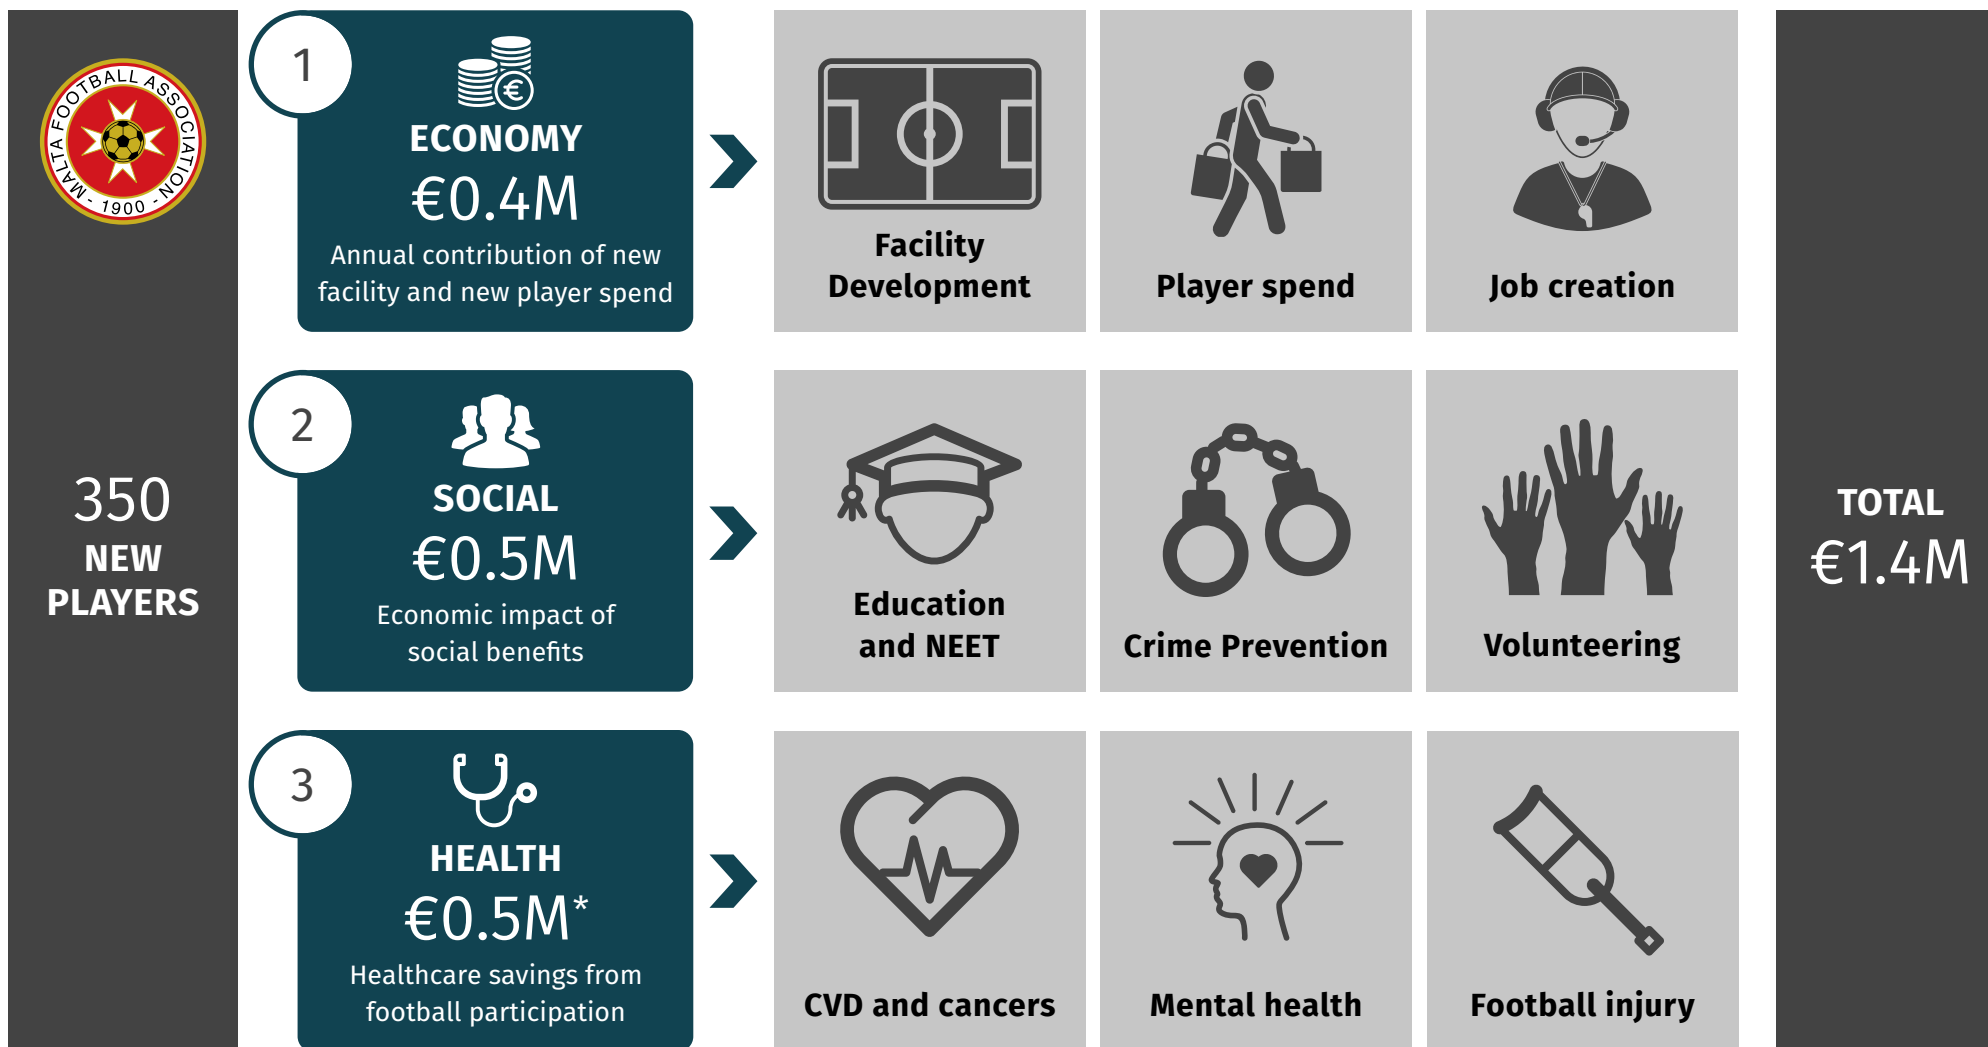 MALTA FOOTBALL ASSOCIATION
- 1900 -
350
NEW
PLAYERS
1
€
ECONOMY
€0.4M
Annual contribution of new
facility and new player spend
Facility
Development
Player spend
Job creation
2
SOCIAL
€0.5M
Economic impact of
social benefits
Education
and NEET
Crime Prevention
Volunteering
3
HEALTH
€0.5M*
Healthcare savings from
football participation
CVD and cancers
Mental health
Football injury
TOTAL
€1.4M